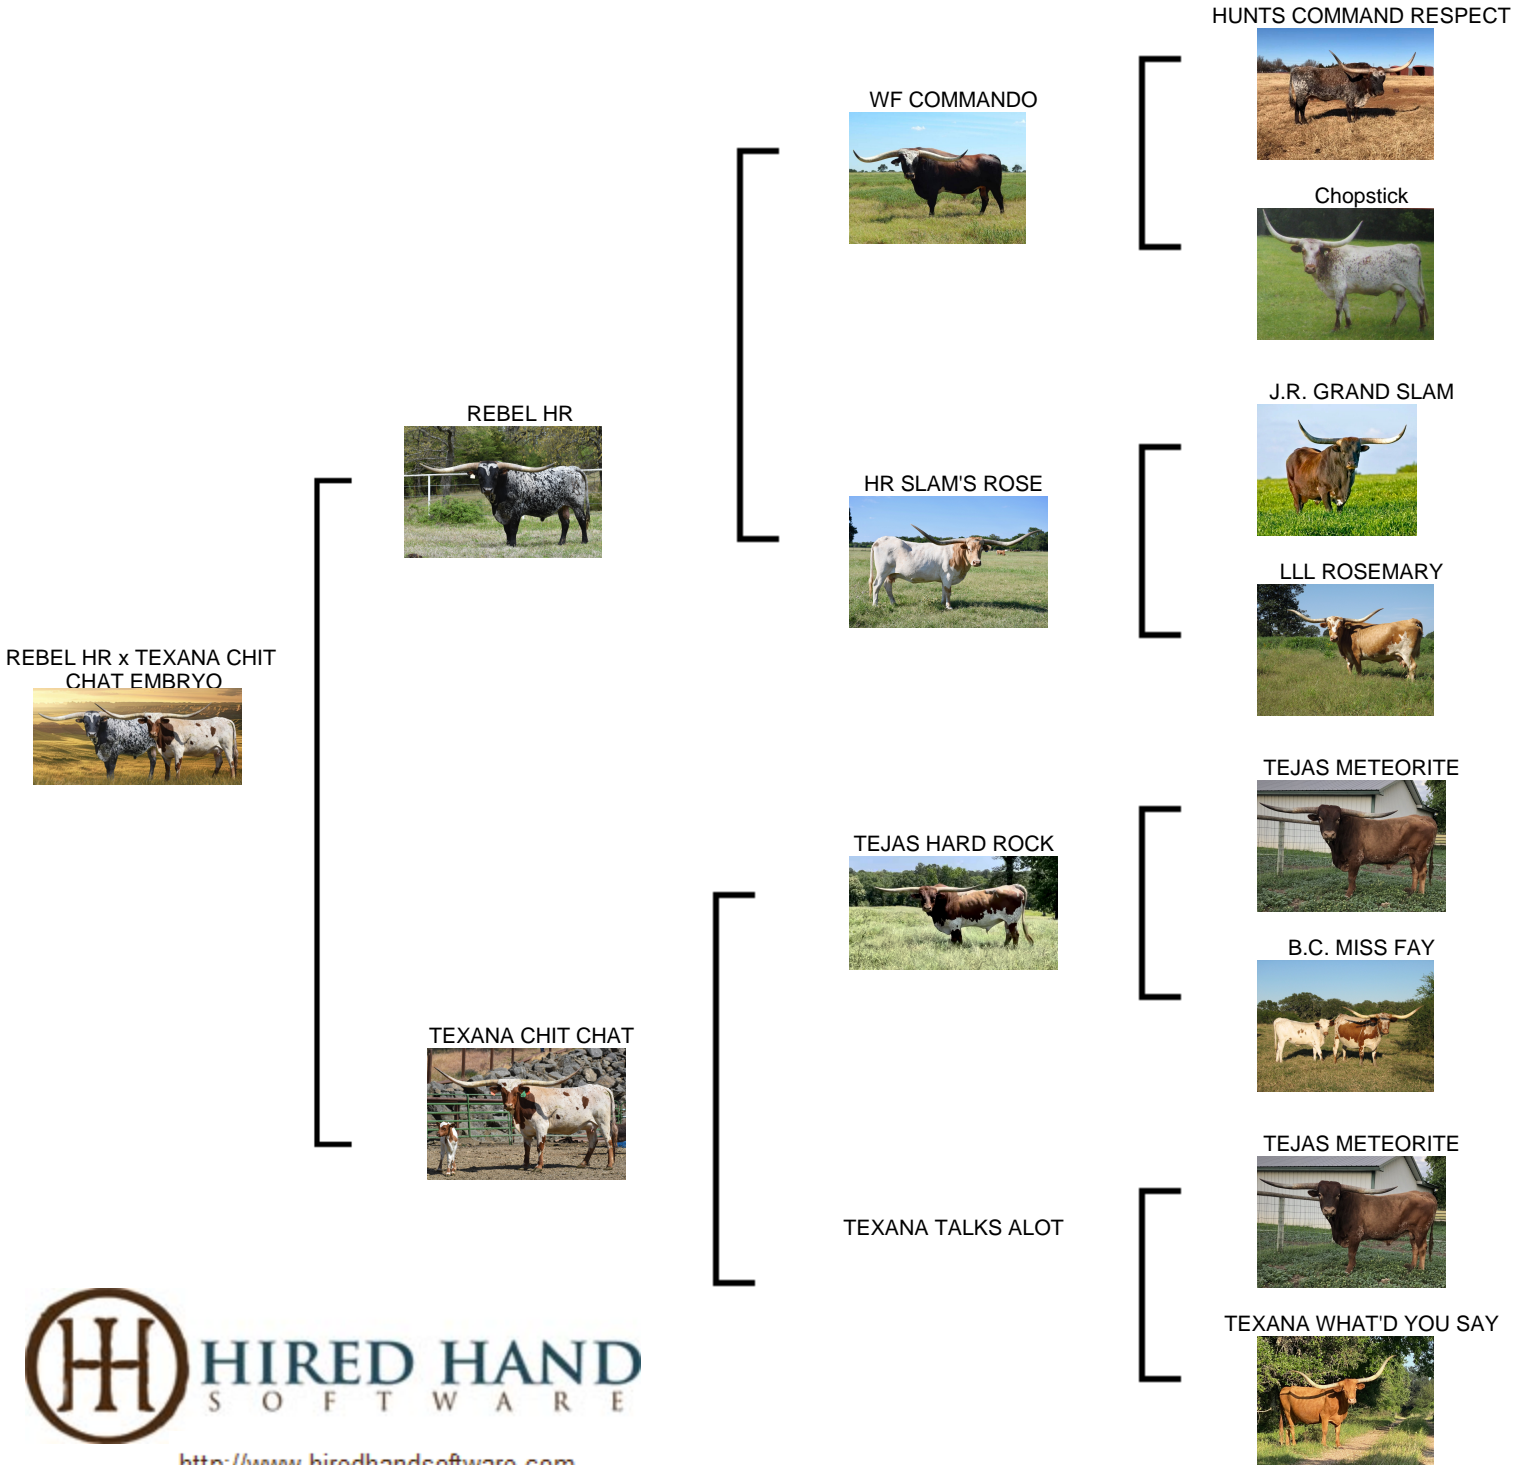 HUNTS COMMAND RESPECT
WF COMMANDO
Chopstick
J.R. GRAND SLAM
REBEL HR
HR SLAM'S ROSE
LLL ROSEMARY
REBEL HR x TEXANA CHIT
CHAT EMBRYO
TEJAS METEORITE
TEJAS HARD ROCK
B.C. MISS FAY
TEXANA CHIT CHAT
TEJAS METEORITE
TEXANA TALKS ALOT
TEXANA WHAT'D YOU SAY
HIRED HAND
SOFTWARE
http://www.hiredhandsoftware.com